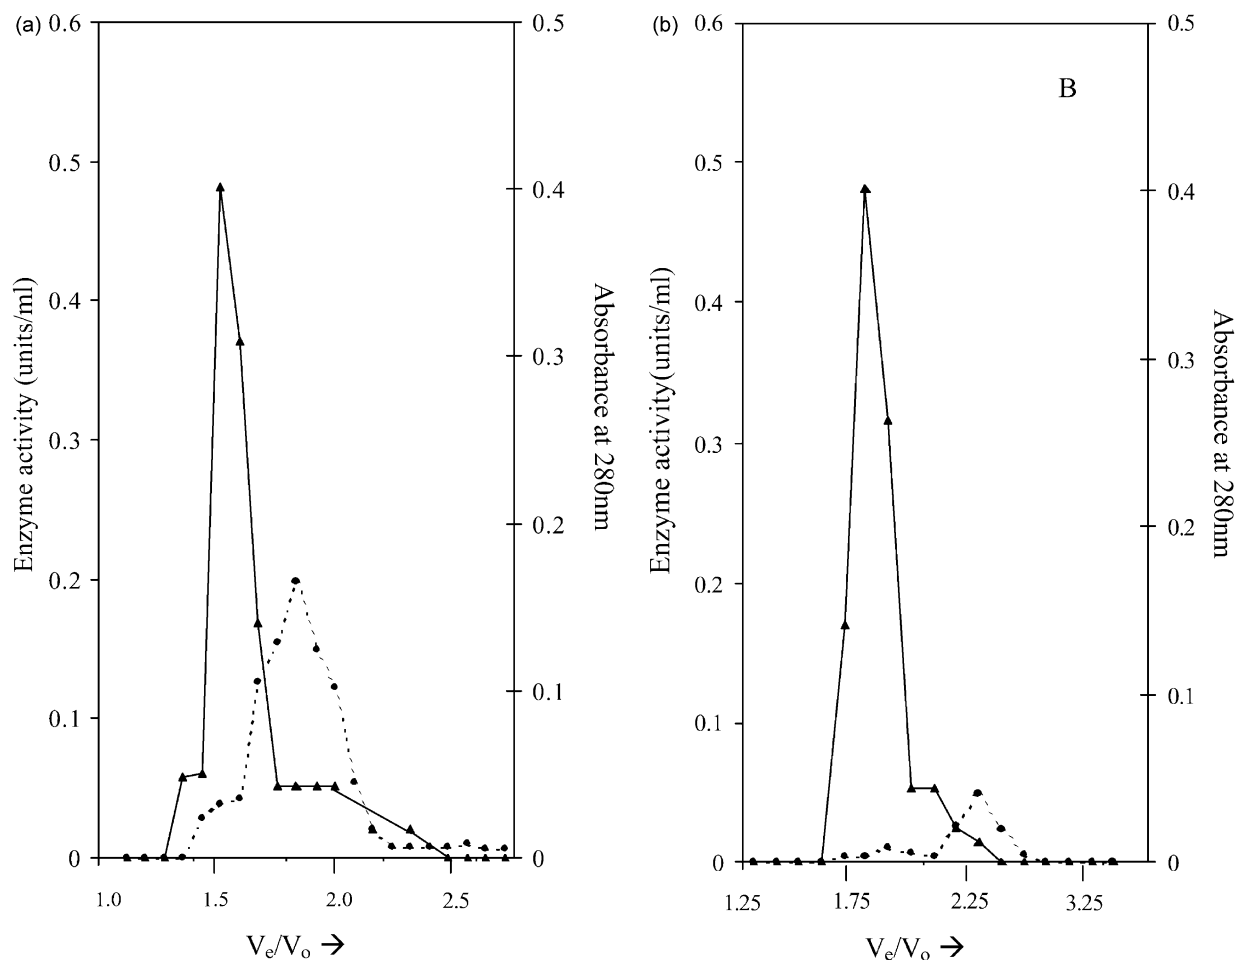 (a)
0.6
0.5
0.4
0.3
0.2
0.1
0
Enzyme activity (units/ml)
0.5
0.4
0.3
0.2
0.1
0
Absorbance at 280nm
1.0 1.5 2.0 2.5
Ve/Vo →
(b)
B
0.6
0.5
0.4
0.3
0.2
0.1
0
Enzyme activity(units/ml)
0.5
0.4
0.3
0.2
0.1
0
Absorbance at 280nm
1.25 1.75 2.25 3.25
Ve/Vo →